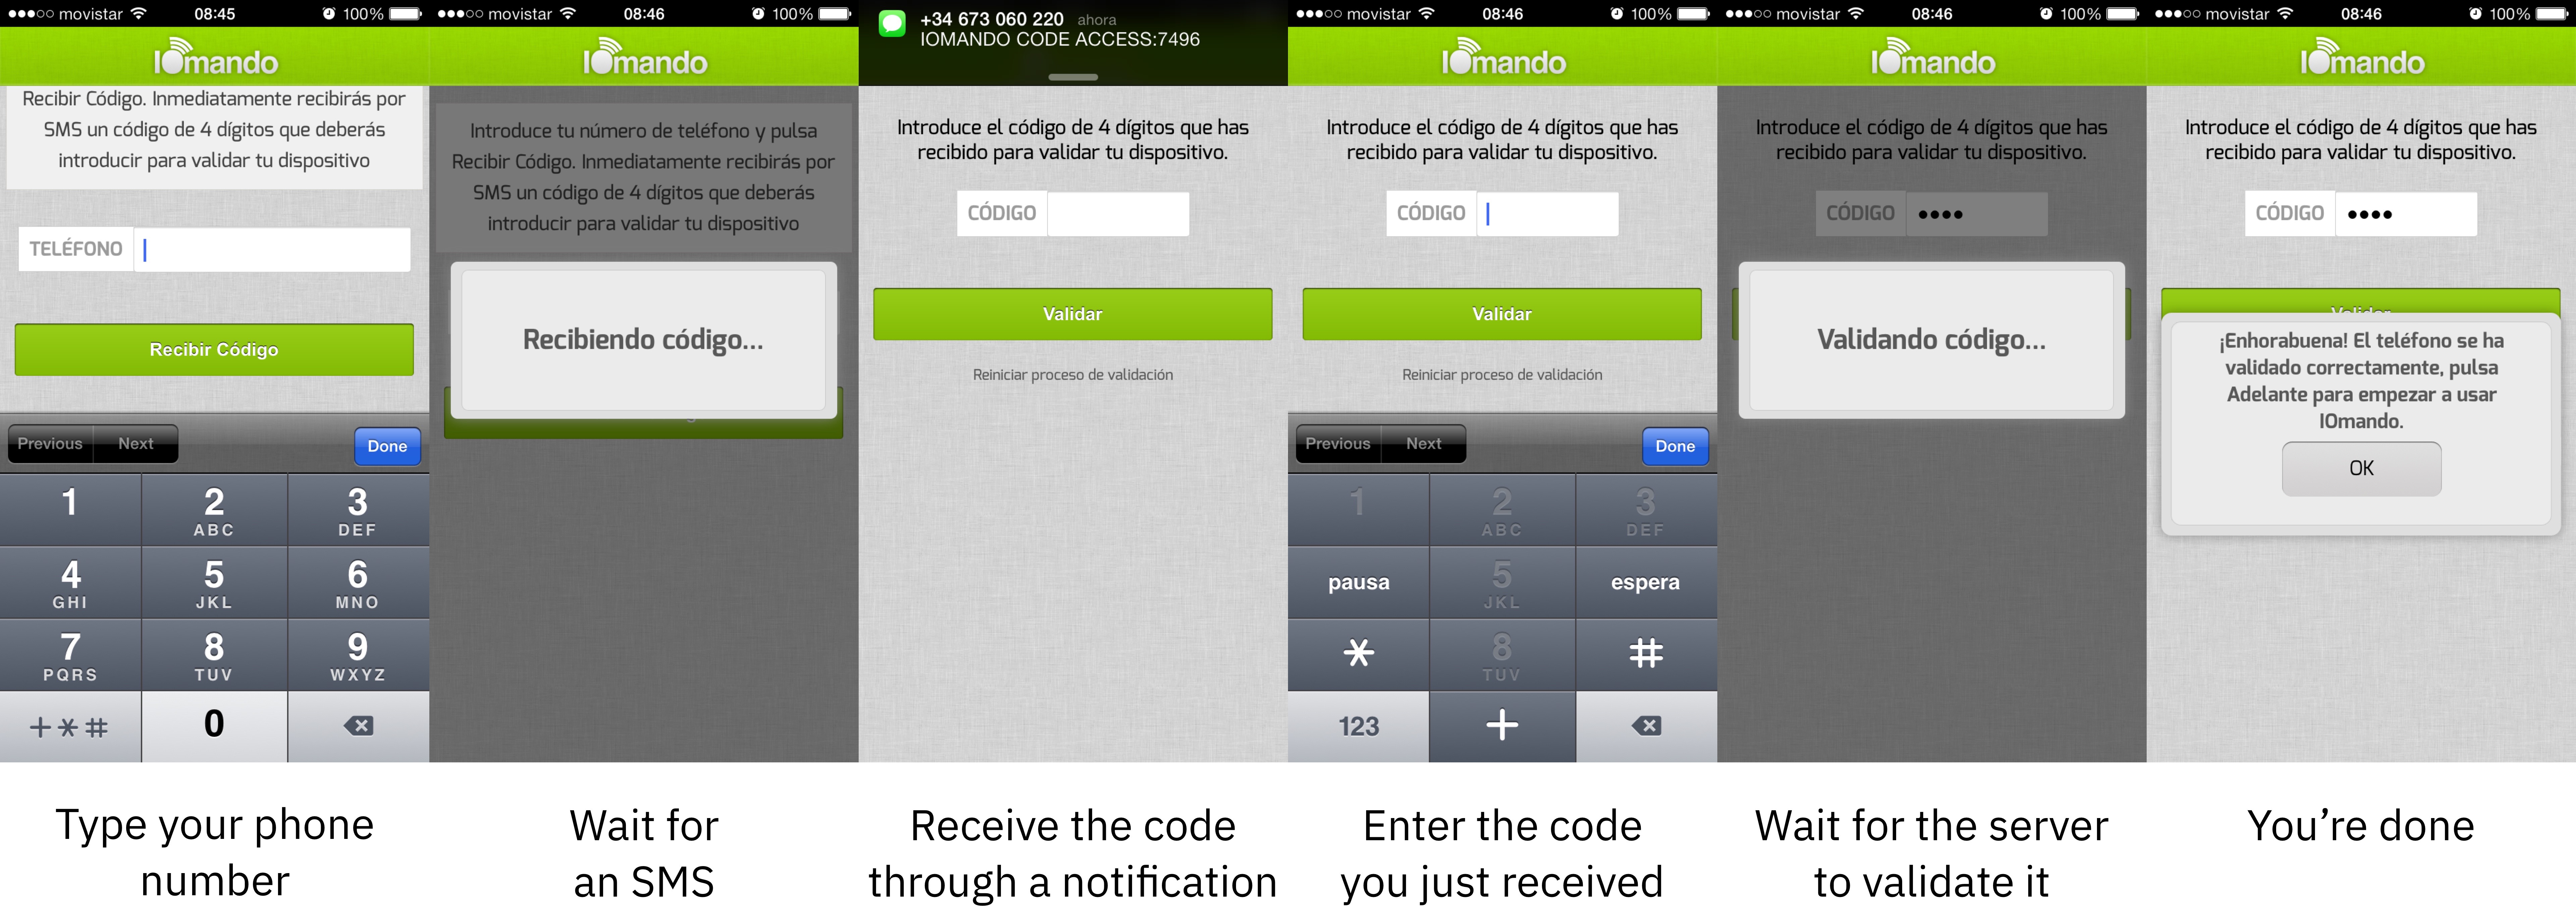 movistar 08:45 100%
IOmando
Recibir Código. Inmediatamente recibirás por
SMS un código de 4 dígitos que deberás
introducir para validar tu dispositivo
TELÉFONO
Recibir Código
Previous Next Done
1 2 3
ABC DEF
4 5 6
GHI JKL MNO
7 8 9
PQRS TUV WXYZ
+*# 0
Type your phone
number
movistar 08:46 100%
IOmando
Introduce tu número de teléfono y pulsa
Recibir Código. Inmediatamente recibirás por
SMS un código de 4 dígitos que deberás
introducir para validar tu dispositivo
Recibiendo código...
Wait for
an SMS
+34 673 060 220 ahora
IOMANDO CODE ACCESS:7496
Introduce el código de 4 dígitos que has
recibido para validar tu dispositivo.
CÓDIGO
Validar
Reiniciar proceso de validación
Receive the code
through a notification
movistar 08:46 100%
IOmando
Introduce el código de 4 dígitos que has
recibido para validar tu dispositivo.
CÓDIGO
Validar
Reiniciar proceso de validación
Previous Next Done
1 2 3
ABC DEF
pausa 5 espera
JKL
* 8 #
TUV
123 +
Enter the code
you just received
movistar 08:46 100%
IOmando
Introduce el código de 4 dígitos que has
recibido para validar tu dispositivo.
CÓDIGO ••••
Validando código...
Wait for the server
to validate it
movistar 08:46 100%
IOmando
Introduce el código de 4 dígitos que has
recibido para validar tu dispositivo.
CÓDIGO ••••
Validar
¡Enhorabuena! El teléfono se ha
validado correctamente, pulsa
Adelante para empezar a usar
IOmando.
OK
You're done